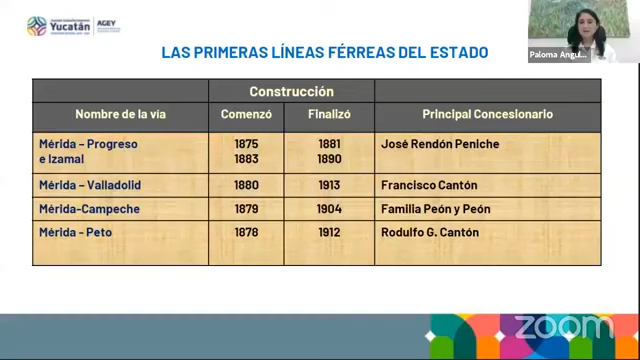 Yucatán
AGEY
LAS PRIMERAS LÍNEAS FÉRREAS DEL ESTADO
Paloma Angul...
Construcción
Nombre de la vía Comenzó Finalizó Principal Concesionario
Mérida – Progreso 1875 1881 José Rendón Peniche
e Izamal 1883 1890
Mérida – Valladolid 1880 1913 Francisco Cantón
Mérida-Campeche 1879 1904 Familia Peón y Peón
Mérida - Peto 1878 1912 Rodulfo G. Cantón
zoom